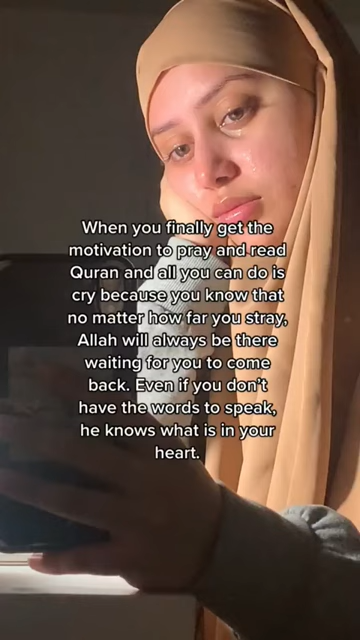 When you finally get the
motivation to pray and read
Quran and all you can do is
cry because you know that
no matter how far you stray,
Allah will always be there
waiting for you to come
back. Even if you don't
have the words to speak,
he knows what is in your
heart.